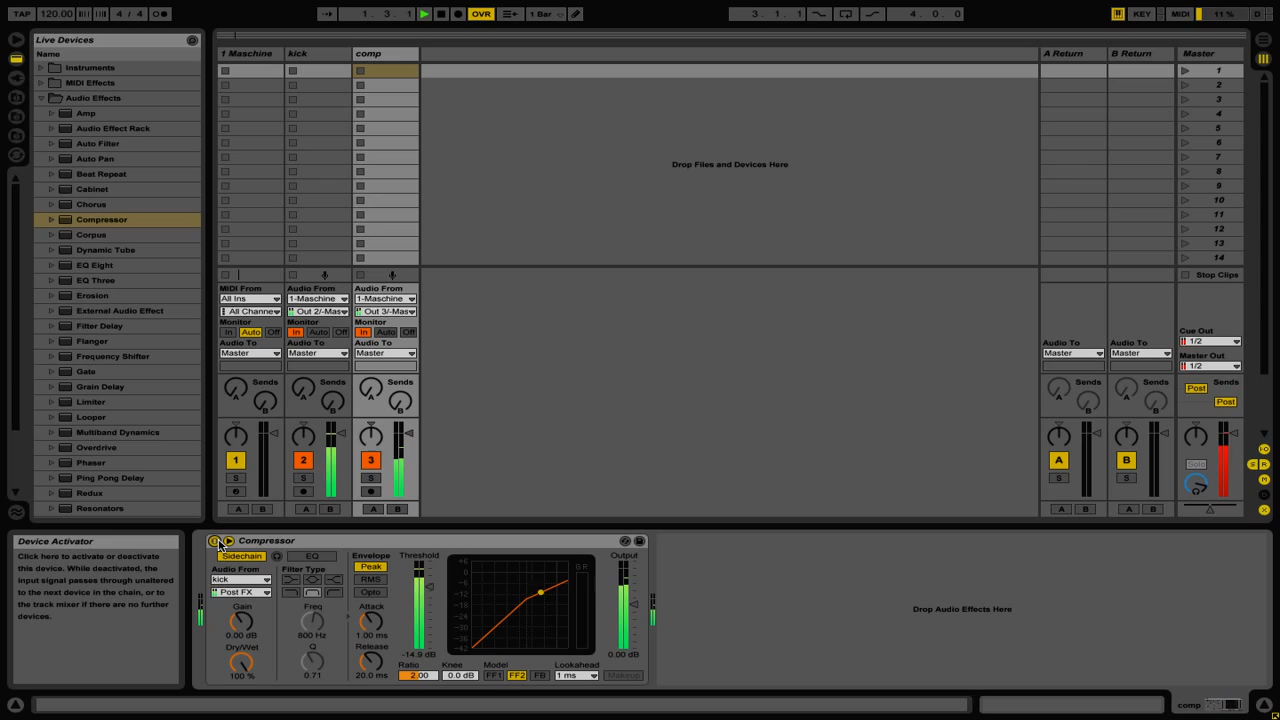 TAP 120.00 4 / 4 1. 3. 1 OVR 1 Bar 3. 1. 1 4. 0. 0 KEY MIDI 11 % D
Live Devices
Name
Instruments
MIDI Effects
Audio Effects
Amp
Audio Effect Rack
Auto Filter
Auto Pan
Beat Repeat
Cabinet
Chorus
Compressor
Corpus
Dynamic Tube
EQ Eight
EQ Three
Erosion
External Audio Effect
Filter Delay
Flanger
Frequency Shifter
Gate
Grain Delay
Limiter
Looper
Multiband Dynamics
Overdrive
Phaser
Ping Pong Delay
Redux
Resonators
1 Maschine kick comp A Return B Return Master
1
2
3
4
5
6
7
8
9
10
11
12
13
14
Drop Files and Devices Here
Stop Clips
MIDI From Audio From Audio From
All Ins 1-Maschine 1-Maschine
All Channe Out 2/-Mas Out 3/-Mas
Monitor Monitor Monitor
In Auto Off In Auto Off In Auto Off
Audio To Audio To Audio To Audio To Audio To
Master Master Master Master Master
Cue Out
1/2
Master Out
1/2
Sends Sends Sends Sends Sends Sends
A B A B A B A B A B Post Post
1 2 3 A B
S S S S S Solo
A B A B A B A B A B
S R
M
X
Device Activator
Click here to activate or deactivate
this device. While deactivated, the
input signal passes through unaltered
to the next device in the chain, or to
the track mixer if there are no further
devices.
Compressor
Sidechain EQ Envelope Threshold Output
Audio From Filter Type Peak
kick RMS
Post FX Opto
Gain Freq Attack
0.00 dB 800 Hz 1.00 ms
Dry/Wet Q Release
100 % 0.71 20.0 ms
-14.9 dB
+6
0
-6
-12
-18
-24
-30
-36
-42
GR
0.00 dB
Ratio Knee Model Lookahead
2.00 0.0 dB FF1 FF2 FB 1 ms Makeup
Drop Audio Effects Here
comp